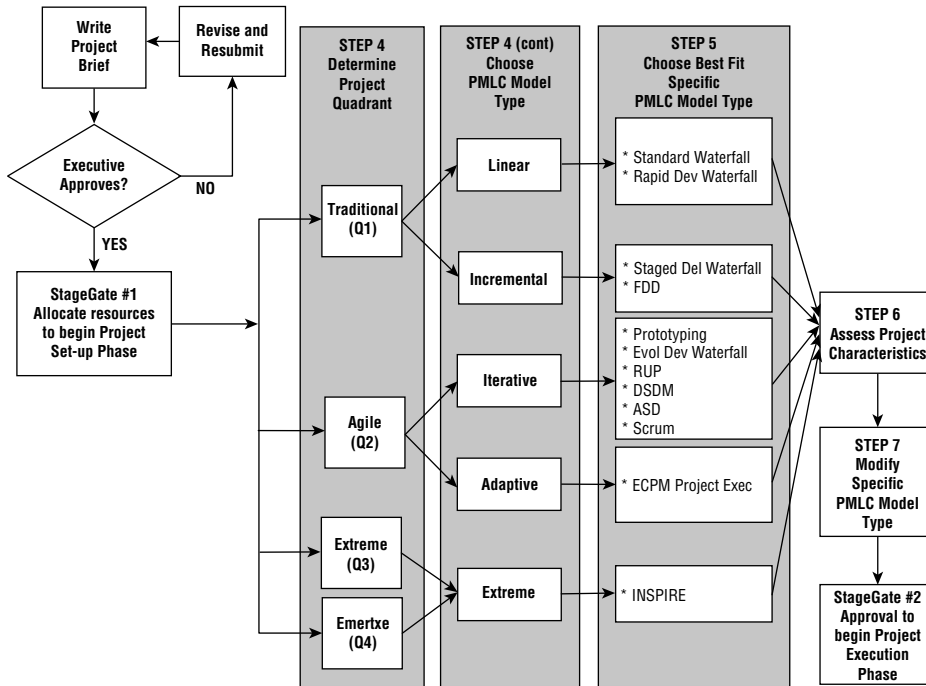 Write
Project
Brief
Revise and
Resubmit
Executive
Approves?
NO
YES
StageGate #1
Allocate resources
to begin Project
Set-up Phase
STEP 4
Determine
Project
Quadrant
Traditional
(Q1)
Agile
(Q2)
Extreme
(Q3)
Emertxe
(Q4)
STEP 4 (cont)
Choose
PMLC Model
Type
Linear
Incremental
Iterative
Adaptive
Extreme
STEP 5
Choose Best Fit
Specific
PMLC Model Type
* Standard Waterfall
* Rapid Dev Waterfall
* Staged Del Waterfall
* FDD
* Prototyping
* Evol Dev Waterfall
* RUP
* DSDM
* ASD
* Scrum
* ECPM Project Exec
* INSPIRE
STEP 6
Assess Project
Characteristics
STEP 7
Modify
Specific
PMLC Model
Type
StageGate #2
Approval to
begin Project
Execution
Phase